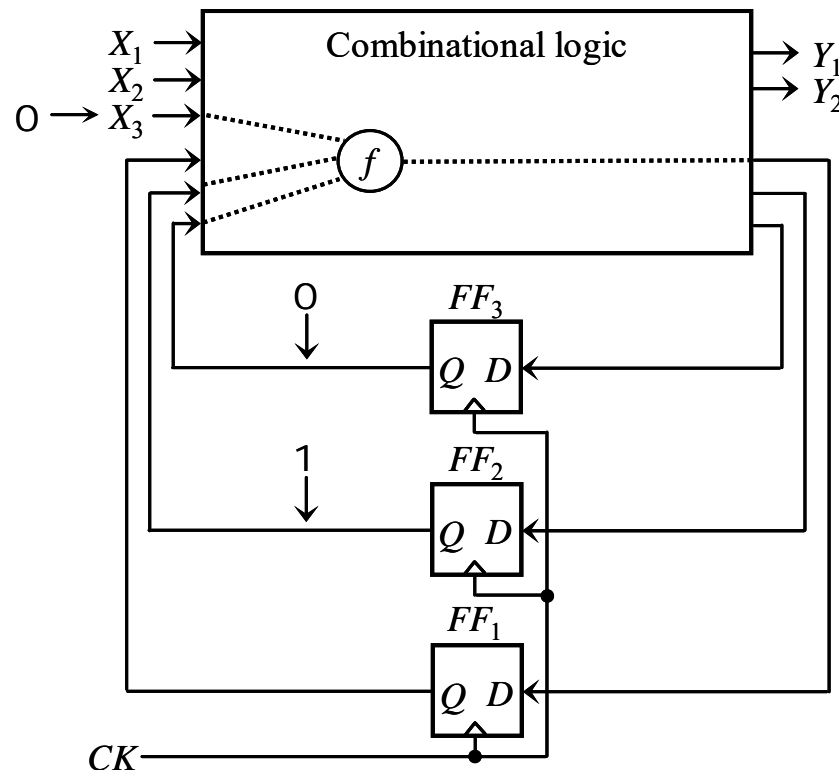 X₁
Combinational logic
Y₁
X₂
Y₂
0 X₃
f
0
FF₃
Q D
1
FF₂
Q D
FF₁
Q D
CK